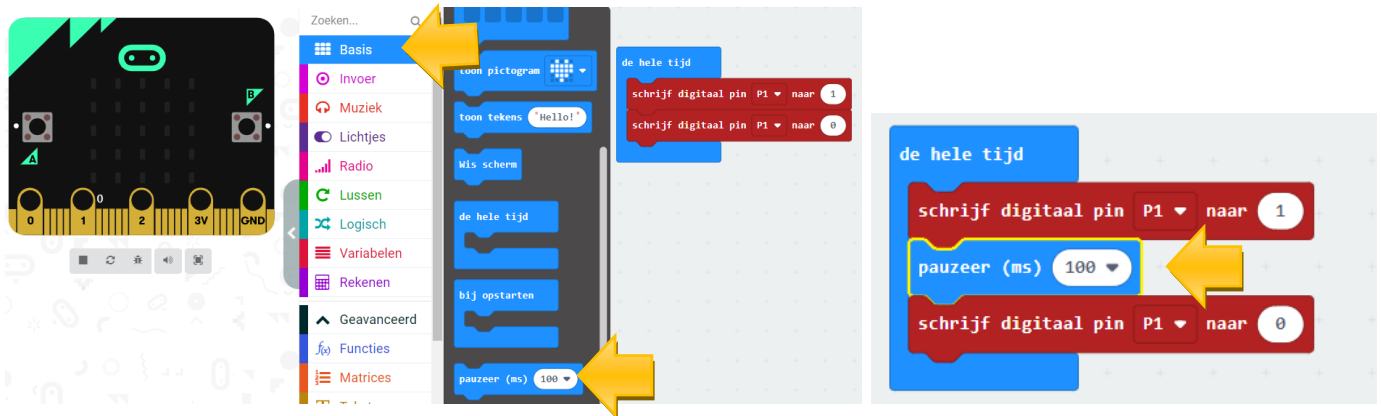 B
A
0
0
1
2
3V
GND
Zoeken...
Basis
Invoer
Muziek
Lichtjes
Radio
Lussen
Logisch
Variabelen
Rekenen
Geavanceerd
f(x) Functies
Matrices
toon pictogram
toon tekens "Hello!"
Wis scherm
de hele tijd
bij opstarten
pauzeer (ms) 100
de hele tijd
schrijf digitaal pin P1 naar 1
schrijf digitaal pin P1 naar 0
de hele tijd
schrijf digitaal pin P1 naar 1
pauzeer (ms) 100
schrijf digitaal pin P1 naar 0